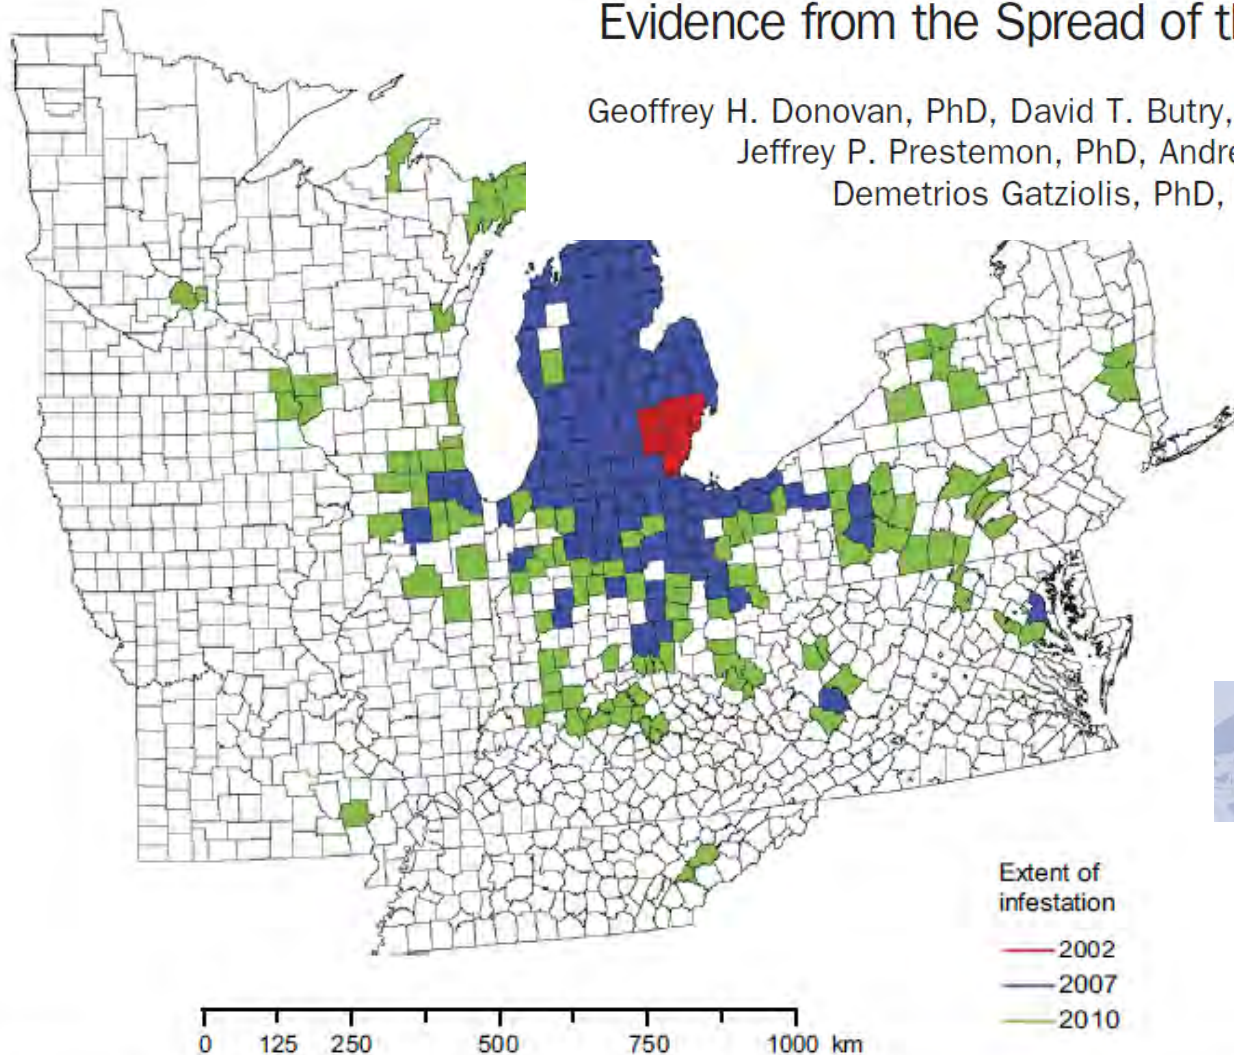 Evidence from the Spread of t
Geoffrey H. Donovan, PhD, David T. Butry,
Jeffrey P. Prestemon, PhD, Andre
Demetrios Gatziolis, PhD,
Extent of
infestation
2002
2007
2010
0 125 250 500 750 1000 km